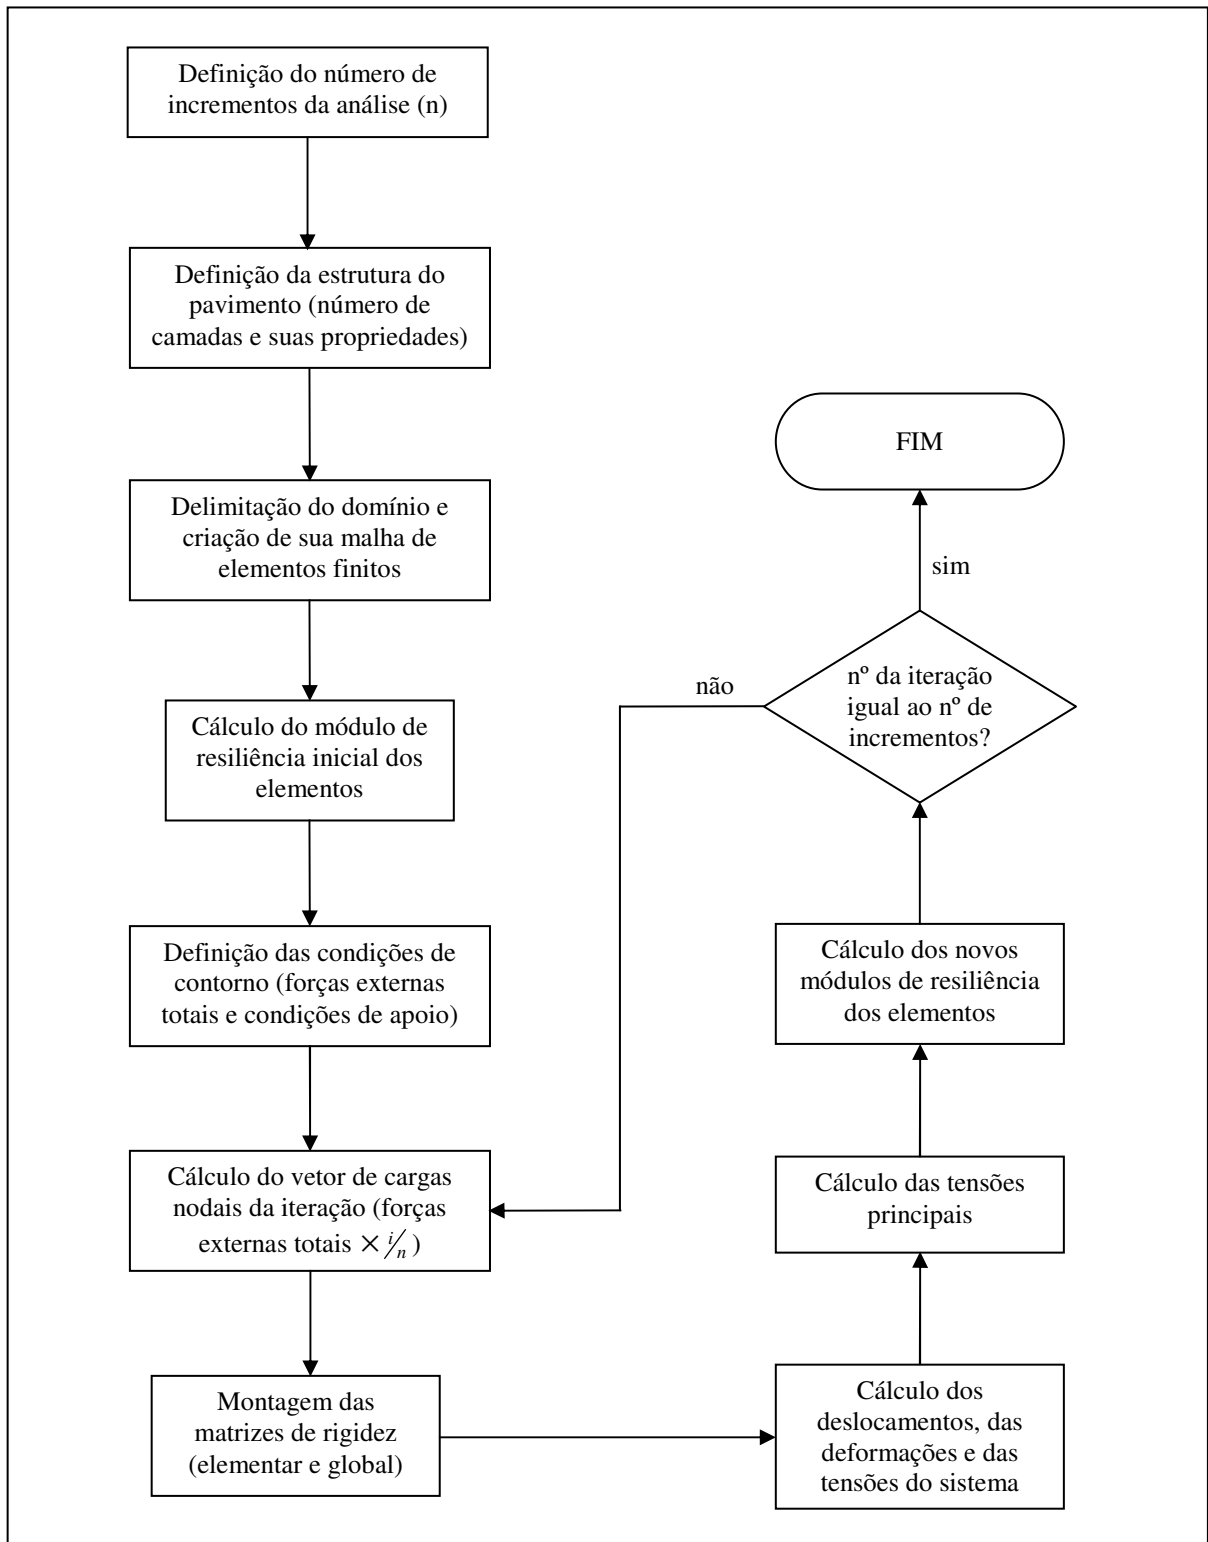 Definição do número de
incrementos da análise (n)
Definição da estrutura do
pavimento (número de
camadas e suas propriedades)
Delimitação do domínio e
criação de sua malha de
elementos finitos
Cálculo do módulo de
resiliência inicial dos
elementos
Definição das condições de
contorno (forças externas
totais e condições de apoio)
Cálculo do vetor de cargas
nodais da iteração (forças
externas totais × i/n)
Montagem das
matrizes de rigidez
(elementar e global)
Cálculo dos
deslocamentos, das
deformações e das
tensões do sistema
Cálculo das tensões
principais
Cálculo dos novos
módulos de resiliência
dos elementos
nº da iteração
igual ao nº de
incrementos?
não
sim
FIM